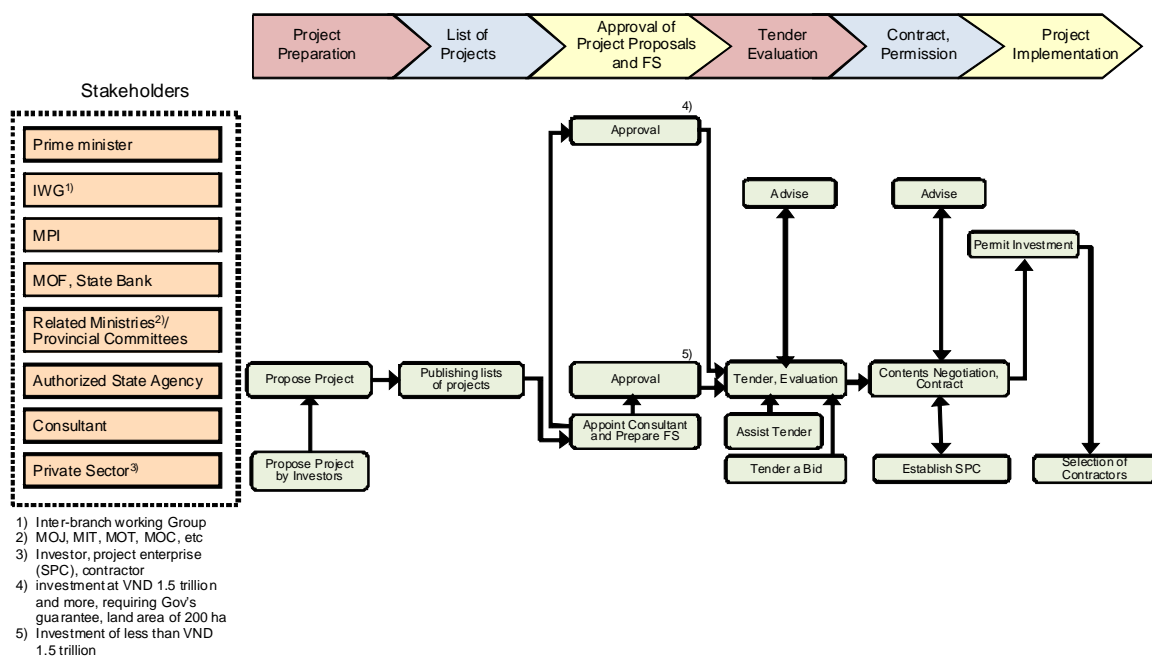 Project
Preparation
List of
Projects
Approval of
Project Proposals
and FS
Tender
Evaluation
Contract,
Permission
Project
Implementation
Stakeholders
Prime minister
IWG1)
MPI
MOF, State Bank
Related Ministries2)/
Provincial Committees
Authorized State Agency
Consultant
Private Sector3)
4)
Approval
Advise
Advise
Permit Investment
5)
Propose Project
Publishing lists
of projects
Approval
Tender, Evaluation
Contents Negotiation,
Contract
Appoint Consultant
and Prepare FS
Assist Tender
Propose Project
by Investors
Tender a Bid
Establish SPC
Selection of
Contractors
1) Inter-branch working Group
2) MOJ, MIT, MOT, MOC, etc
3) Investor, project enterprise
(SPC), contractor
4) investment at VND 1.5 trillion
and more, requiring Gov's
guarantee, land area of 200 ha
5) Investment of less than VND
1.5 trillion